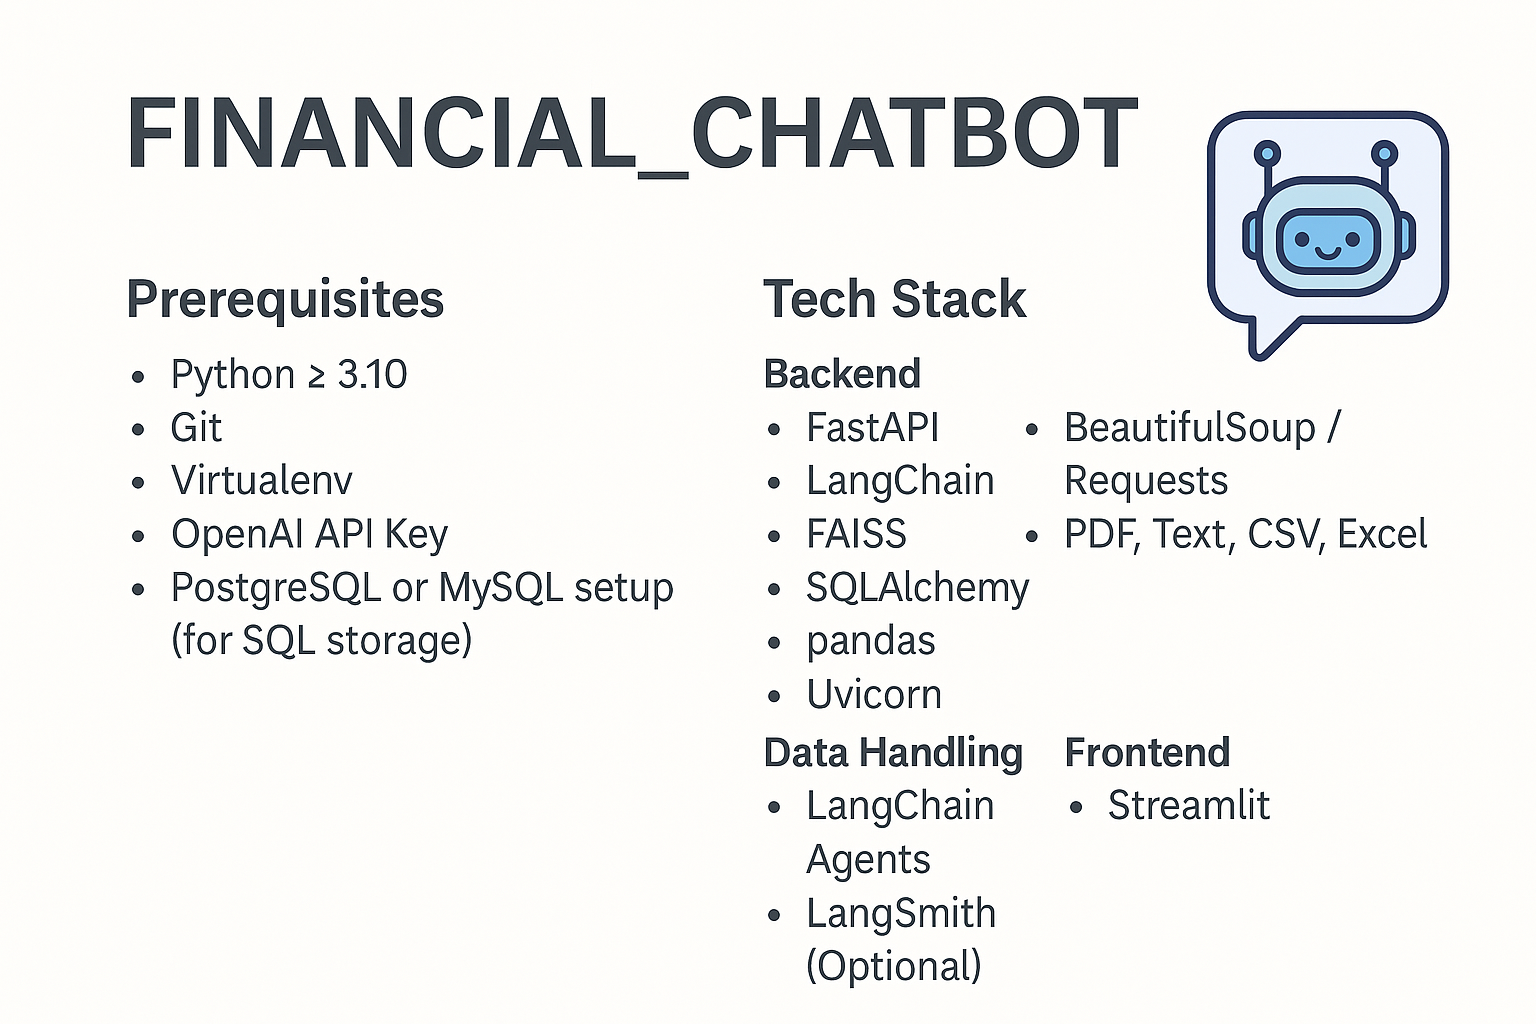 FINANCIAL_CHATBOT
Prerequisites
• Python ≥ 3.10
• Git
• Virtualenv
• OpenAI API Key
• PostgreSQL or MySQL setup
(for SQL storage)
Tech Stack
Backend
• FastAPI
• LangChain
• FAISS
• SQLAlchemy
• pandas
• Uvicorn
• BeautifulSoup /
Requests
• PDF, Text, CSV, Excel
Data Handling
• LangChain
Agents
• LangSmith
(Optional)
Frontend
• Streamlit